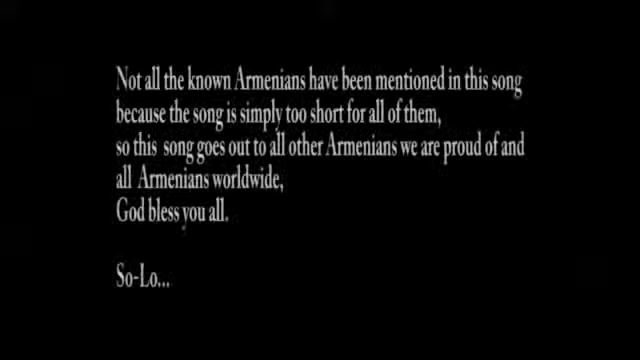 Not all the known Armenians have been mentioned in this song
because the song is simply too short for all of them,
so this song goes out to all other Armenians we are proud of and
all Armenians worldwide,
God bless you all.
So-Lo...